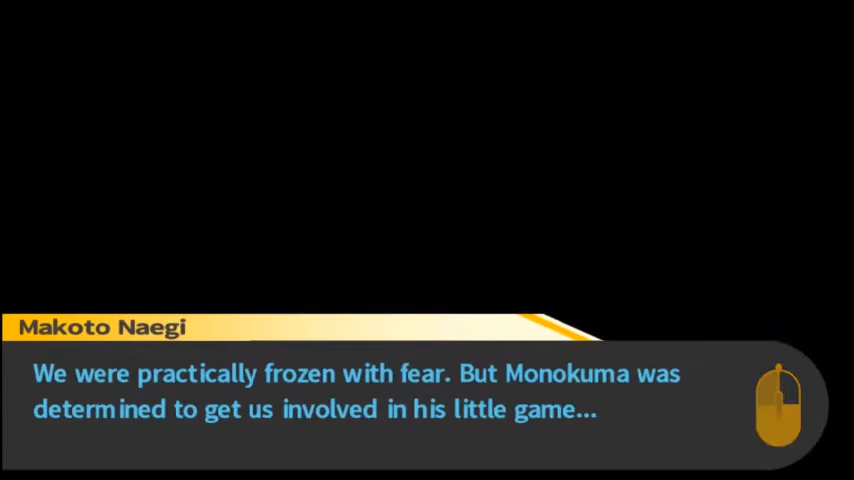 Makoto Naegi
We were practically frozen with fear. But Monokuma was
determined to get us involved in his little game...